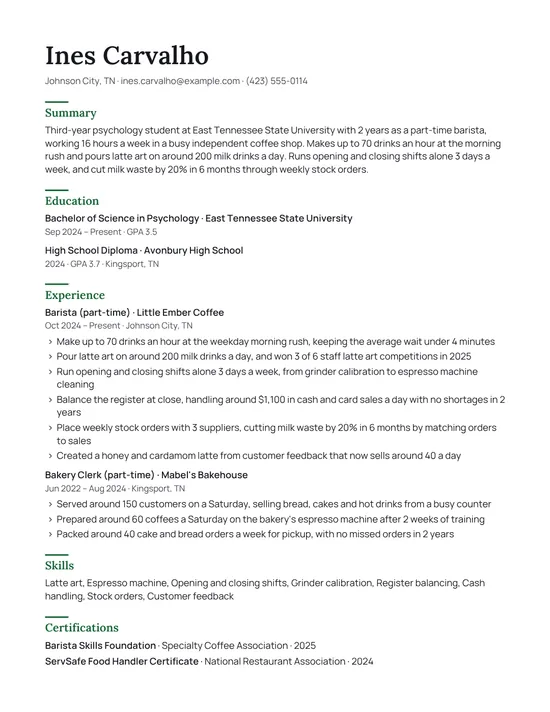 Ines Carvalho
Johnson City, TN · ines.carvalho@example.com · (423) 555-0114
Summary
Third-year psychology student at East Tennessee State University with 2 years as a part-time barista,
working 16 hours a week in a busy independent coffee shop. Makes up to 70 drinks an hour at the morning
rush and pours latte art on around 200 milk drinks a day. Runs opening and closing shifts alone 3 days a
week, and cut milk waste by 20% in 6 months through weekly stock orders.
Education
Bachelor of Science in Psychology · East Tennessee State University
Sep 2024 – Present · GPA 3.5
High School Diploma · Avonbury High School
2024 · GPA 3.7 · Kingsport, TN
Experience
Barista (part-time) · Little Ember Coffee
Oct 2024 – Present · Johnson City, TN
› Make up to 70 drinks an hour at the weekday morning rush, keeping the average wait under 4 minutes
› Pour latte art on around 200 milk drinks a day, and won 3 of 6 staff latte art competitions in 2025
› Run opening and closing shifts alone 3 days a week, from grinder calibration to espresso machine
cleaning
› Balance the register at close, handling around $1,100 in cash and card sales a day with no shortages in 2
years
› Place weekly stock orders with 3 suppliers, cutting milk waste by 20% in 6 months by matching orders
to sales
› Created a honey and cardamom latte from customer feedback that now sells around 40 a day
Bakery Clerk (part-time) · Mabel's Bakehouse
Jun 2022 – Aug 2024 · Kingsport, TN
› Served around 150 customers on a Saturday, selling bread, cakes and hot drinks from a busy counter
› Prepared around 60 coffees a Saturday on the bakery's espresso machine after 2 weeks of training
› Packed around 40 cake and bread orders a week for pickup, with no missed orders in 2 years
Skills
Latte art, Espresso machine, Opening and closing shifts, Grinder calibration, Register balancing, Cash
handling, Stock orders, Customer feedback
Certifications
Barista Skills Foundation · Specialty Coffee Association · 2025
ServSafe Food Handler Certificate · National Restaurant Association · 2024